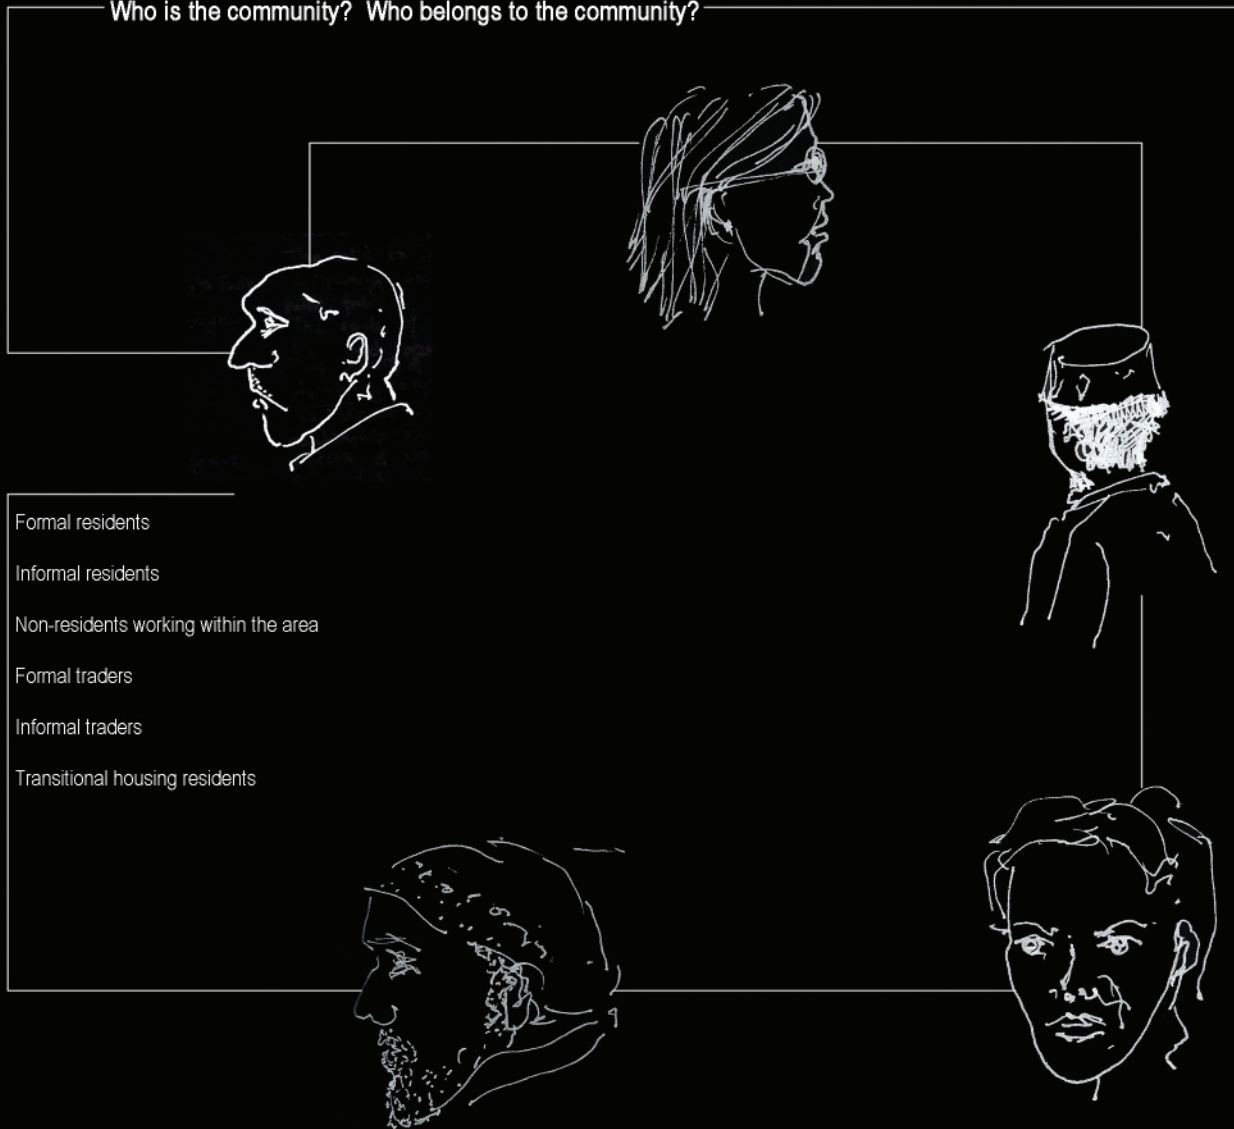 Who is the community? Who belongs to the community?
Formal residents
Informal residents
Non-residents working within the area
Formal traders
Informal traders
Transitional housing residents